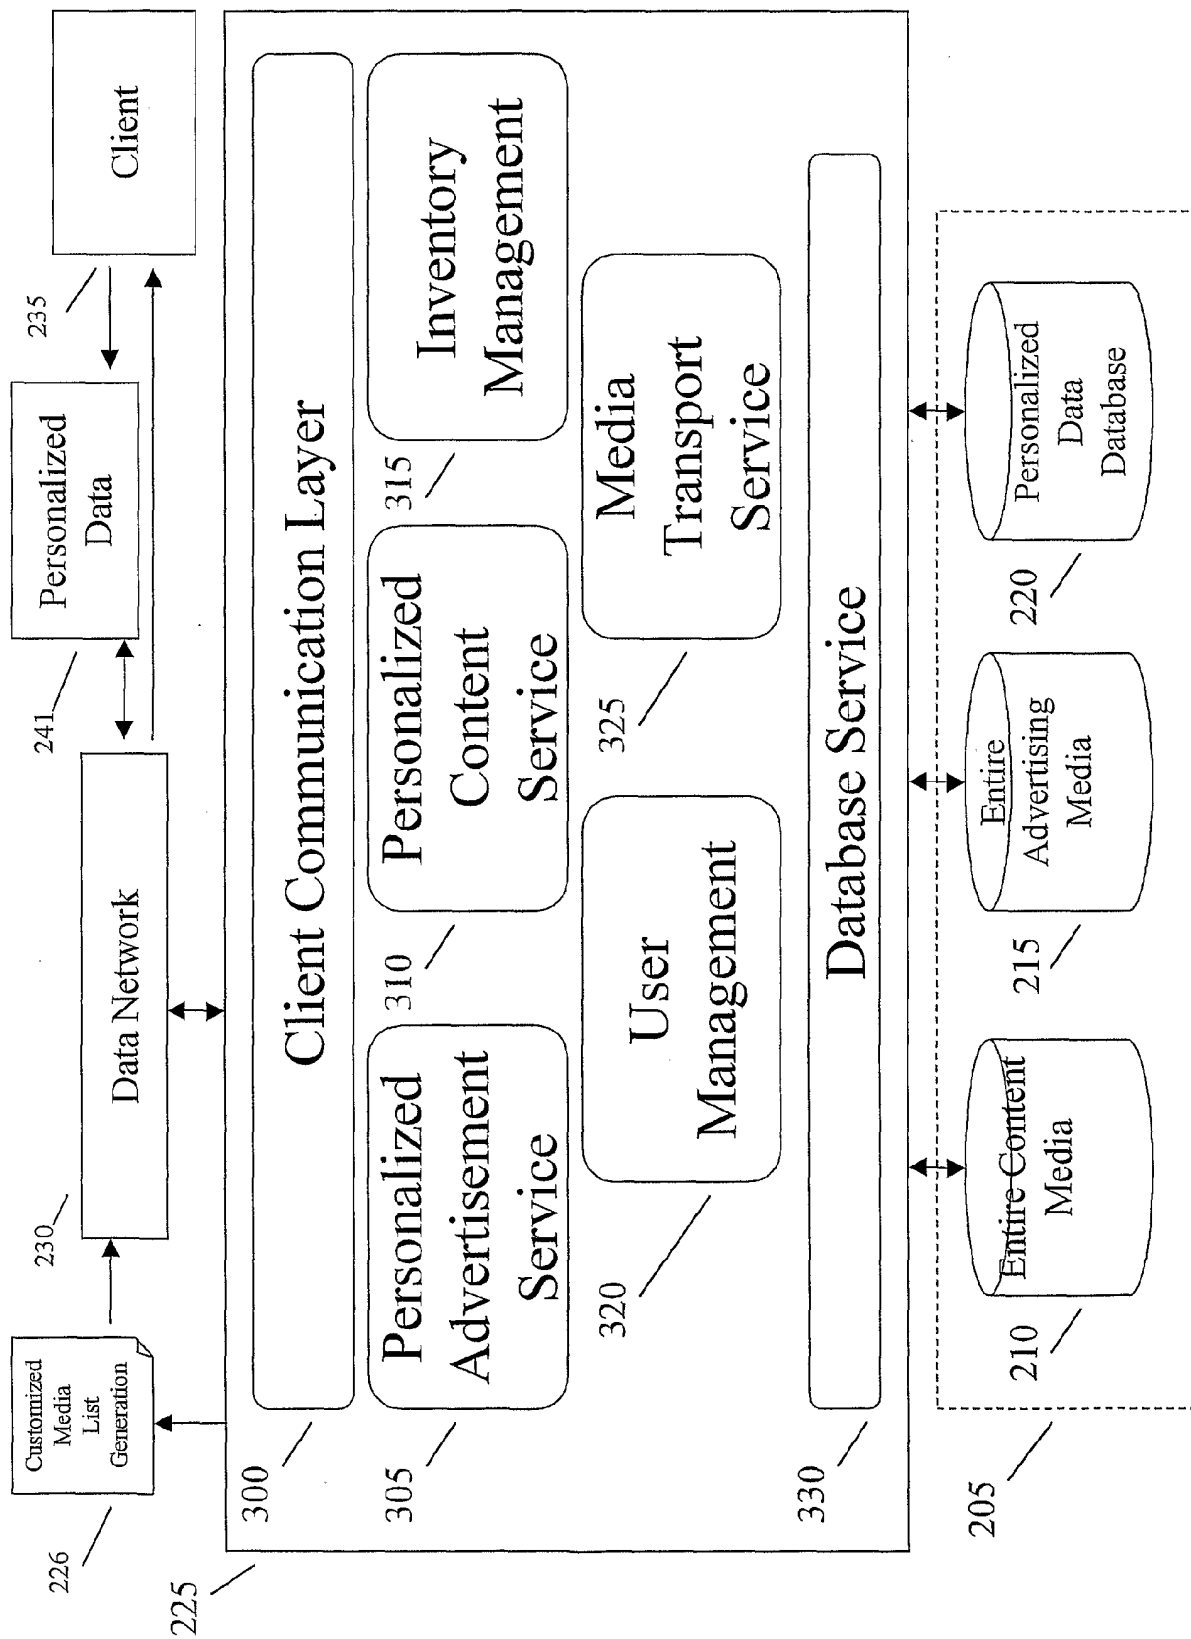 Customized
Media
List
Generation
226
Data Network
230
Personalized
Data
241
Client
235
225
Client Communication Layer
300
Personalized
Advertisement
Service
305
Personalized
Content
Service
310
Inventory
Management
315
User
Management
320
Media
Transport
Service
325
Database Service
330
Entire Content
Media
210
Entire
Advertising
Media
215
Personalized
Data
Database
220
205